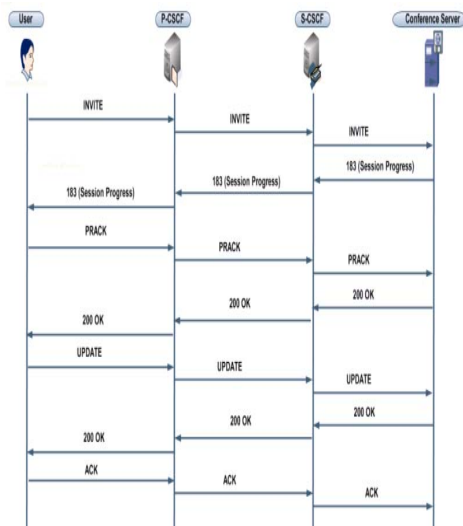 User P-CSCF S-CSCF Conference Server
INVITE
INVITE
INVITE
183 (Session Progress)
183 (Session Progress)
183 (Session Progress)
PRACK
PRACK
PRACK
200 OK
200 OK
200 OK
UPDATE
UPDATE
UPDATE
200 OK
200 OK
200 OK
ACK
ACK
ACK